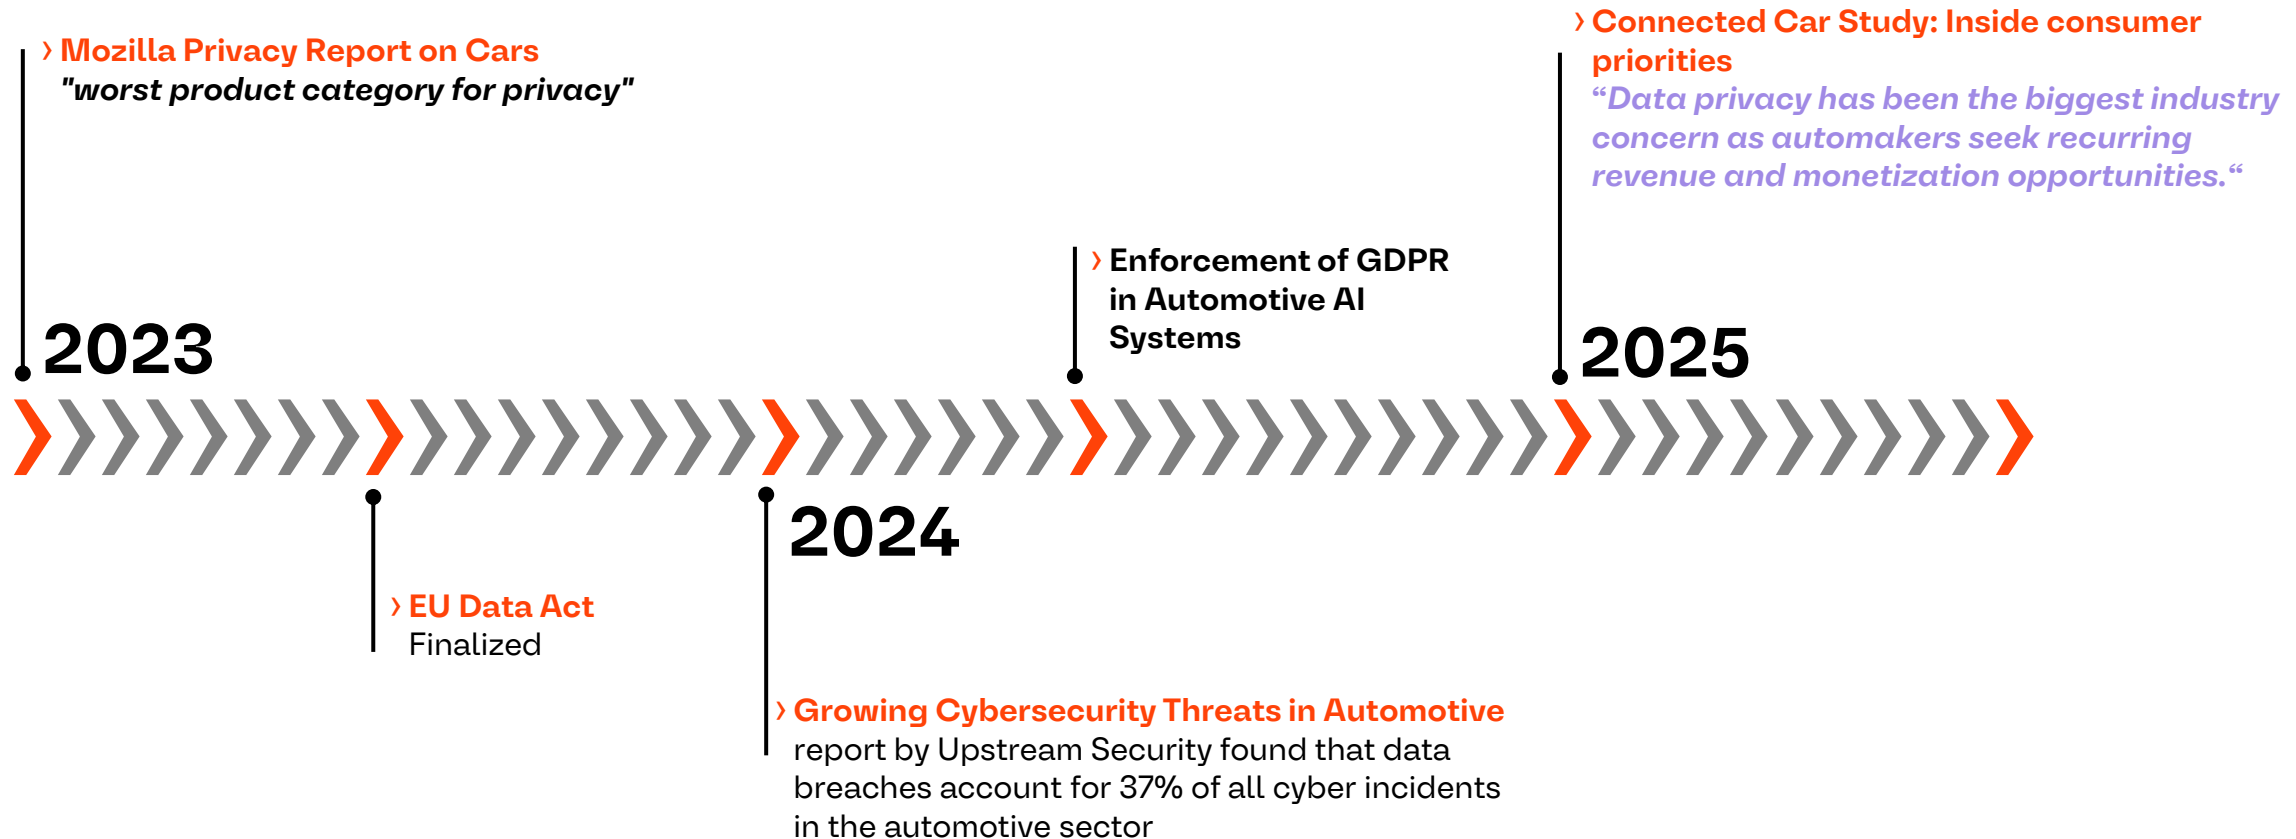 › Mozilla Privacy Report on Cars
"worst product category for privacy"
2023
› EU Data Act
Finalized
2024
› Growing Cybersecurity Threats in Automotive
report by Upstream Security found that data
breaches account for 37% of all cyber incidents
in the automotive sector
› Enforcement of GDPR
in Automotive AI
Systems
› Connected Car Study: Inside consumer
priorities
“Data privacy has been the biggest industry
concern as automakers seek recurring
revenue and monetization opportunities.“
2025